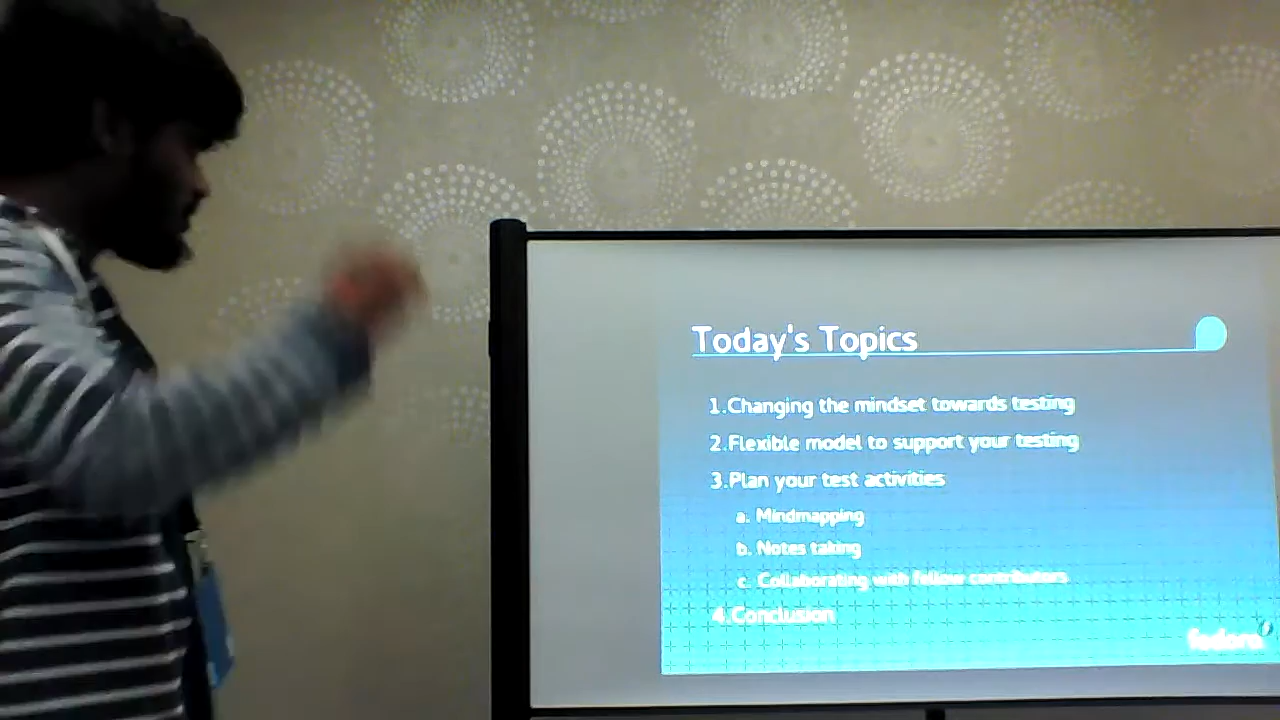 Today's Topics
1.Changing the mindset towards testing
2.Flexible model to support your testing
3.Plan your test activities
a. Mindmapping
b. Notes taking
c. Collaborating with fellow contributors
4.Conclusion
fedora